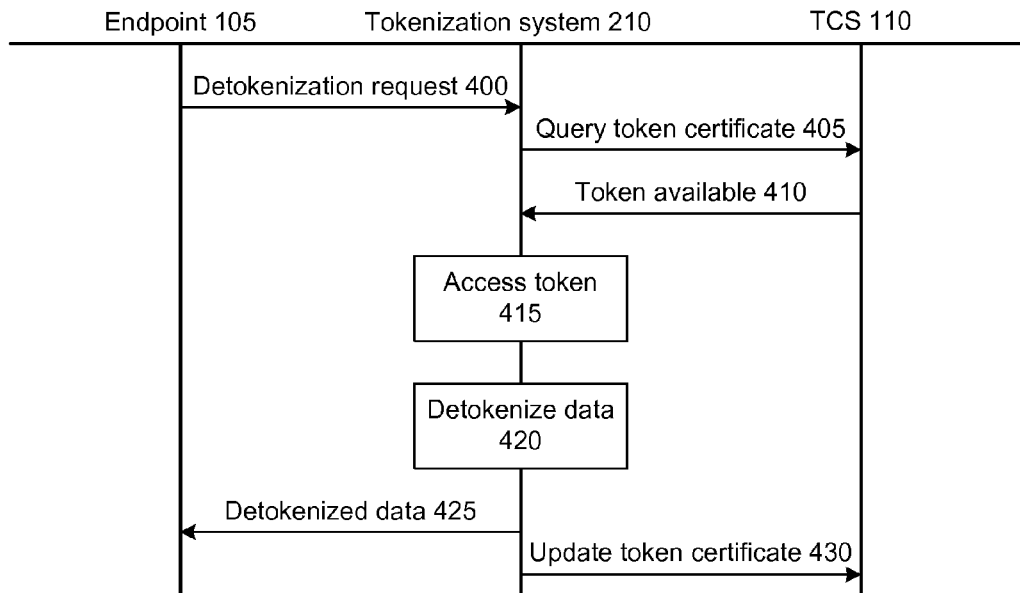 Endpoint 105
Tokenization system 210
TCS 110
Detokenization request 400
Query token certificate 405
Token available 410
Access token
415
Detokenize data
420
Detokenized data 425
Update token certificate 430